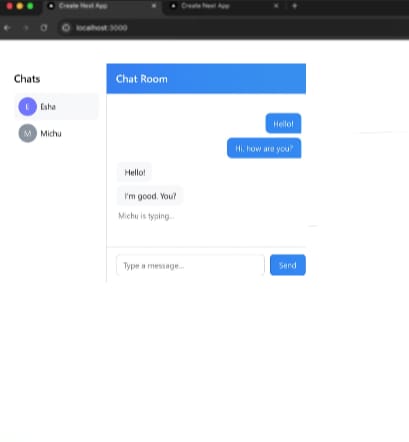 Create Next App
Create Next App
localhost:3000
Chats
E Esha
M Michu
Chat Room
Hello!
Hi, how are you?
Hello!
I'm good. You?
Michu is typing...
Type a message...
Send